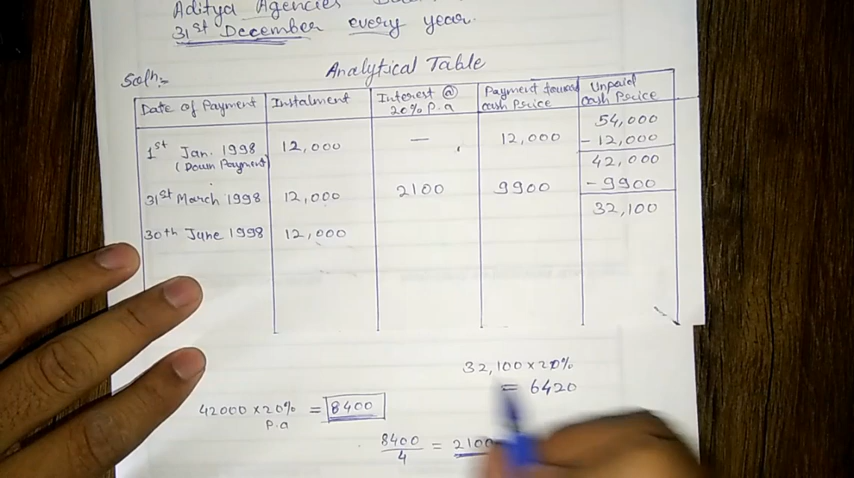 Aditya Agencies
31st December every year.
Soln:-
Analytical Table
Date of Payment Instalment Interest @ 20% P.a Payment toward cash Price Unpaid cash Price
54,000
1st Jan. 1998 12,000 — 12,000 - 12,000
(Down Payment) 42,000
31st March 1998 12,000 2100 9900 - 9900
32,100
30th June 1998 12,000
32,100 x 20%
= 6420
42000 x 20% = 8400
P.a
8400/4 = 2100